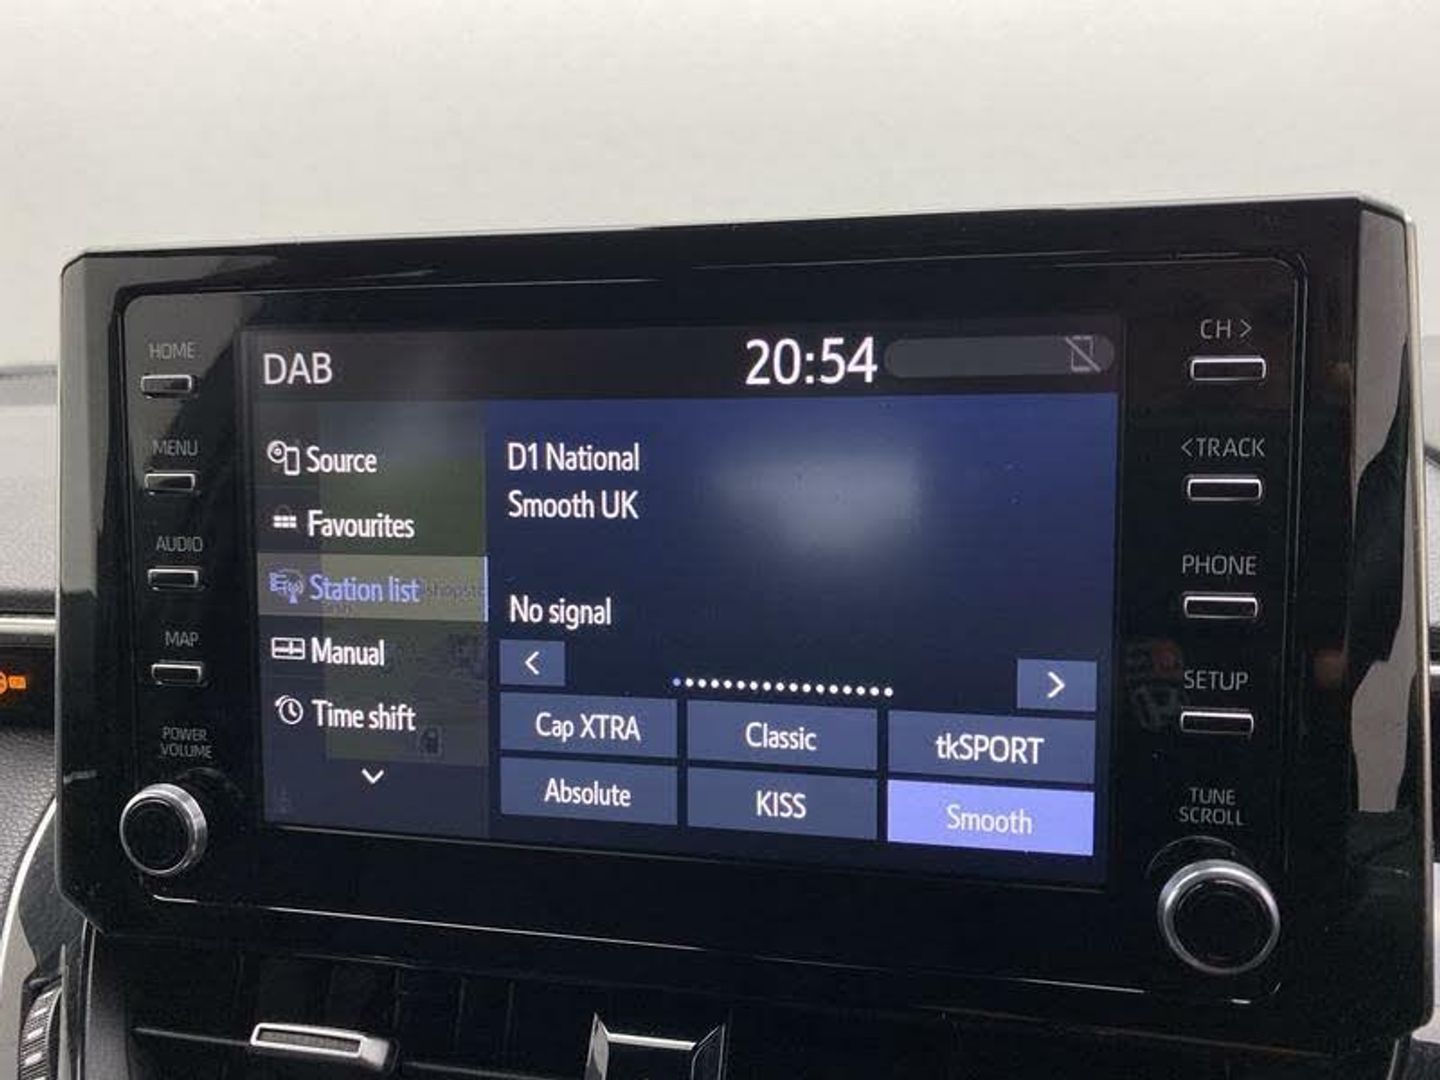 HOME
MENU
AUDIO
MAP
POWER
VOLUME
DAB
20:54
Source
Favourites
Station list
Manual
Time shift
D1 National
Smooth UK
No signal
<
>
Cap XTRA
Classic
tkSPORT
Absolute
KISS
Smooth
CH >
<TRACK
PHONE
SETUP
TUNE
SCROLL